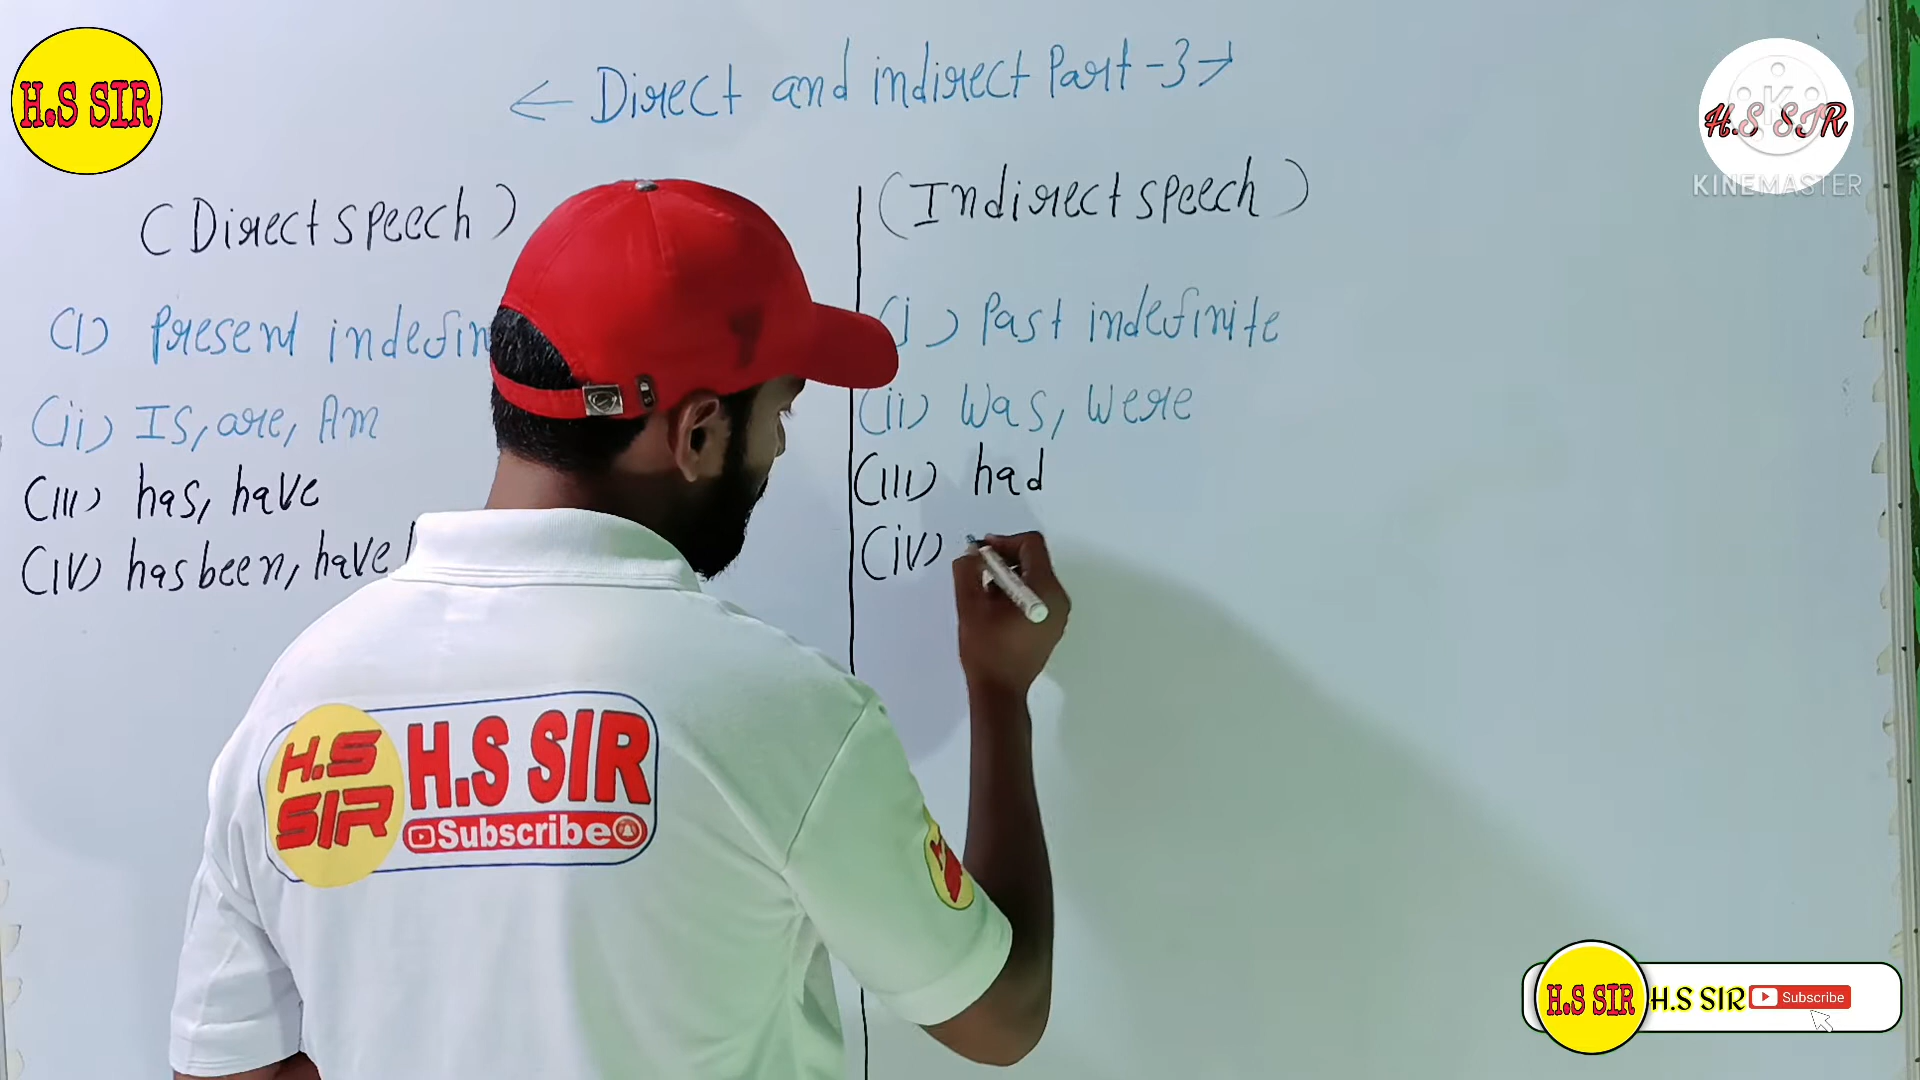 H.S SIR
← Direct and indirect Part-3 →
H.S SIR
KINEMASTER
(Direct speech)
(Indirect speech)
(I) Present
(i) Past indefinite
(ii) Is, are, Am
(ii) Was, Were
(III) has, have
(III) had
(IV) has been, have
(iv)
H.S SIR
H.S SIR
Subscribe
H.S SIR
H.S SIR
Subscribe